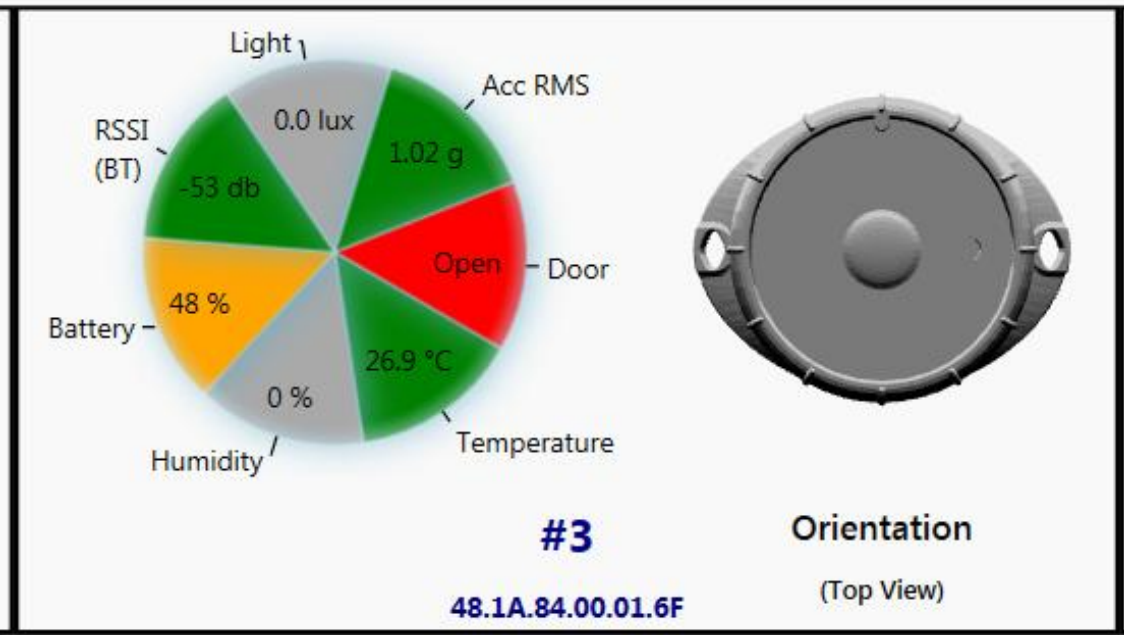 Light
Acc RMS
0.0 lux
RSSI
(BT)
1.02 g
-53 db
Open
Door
48 %
Battery
26.9 °C
0 %
Temperature
Humidity
#3
Orientation
48.1A.84.00.01.6F
(Top View)